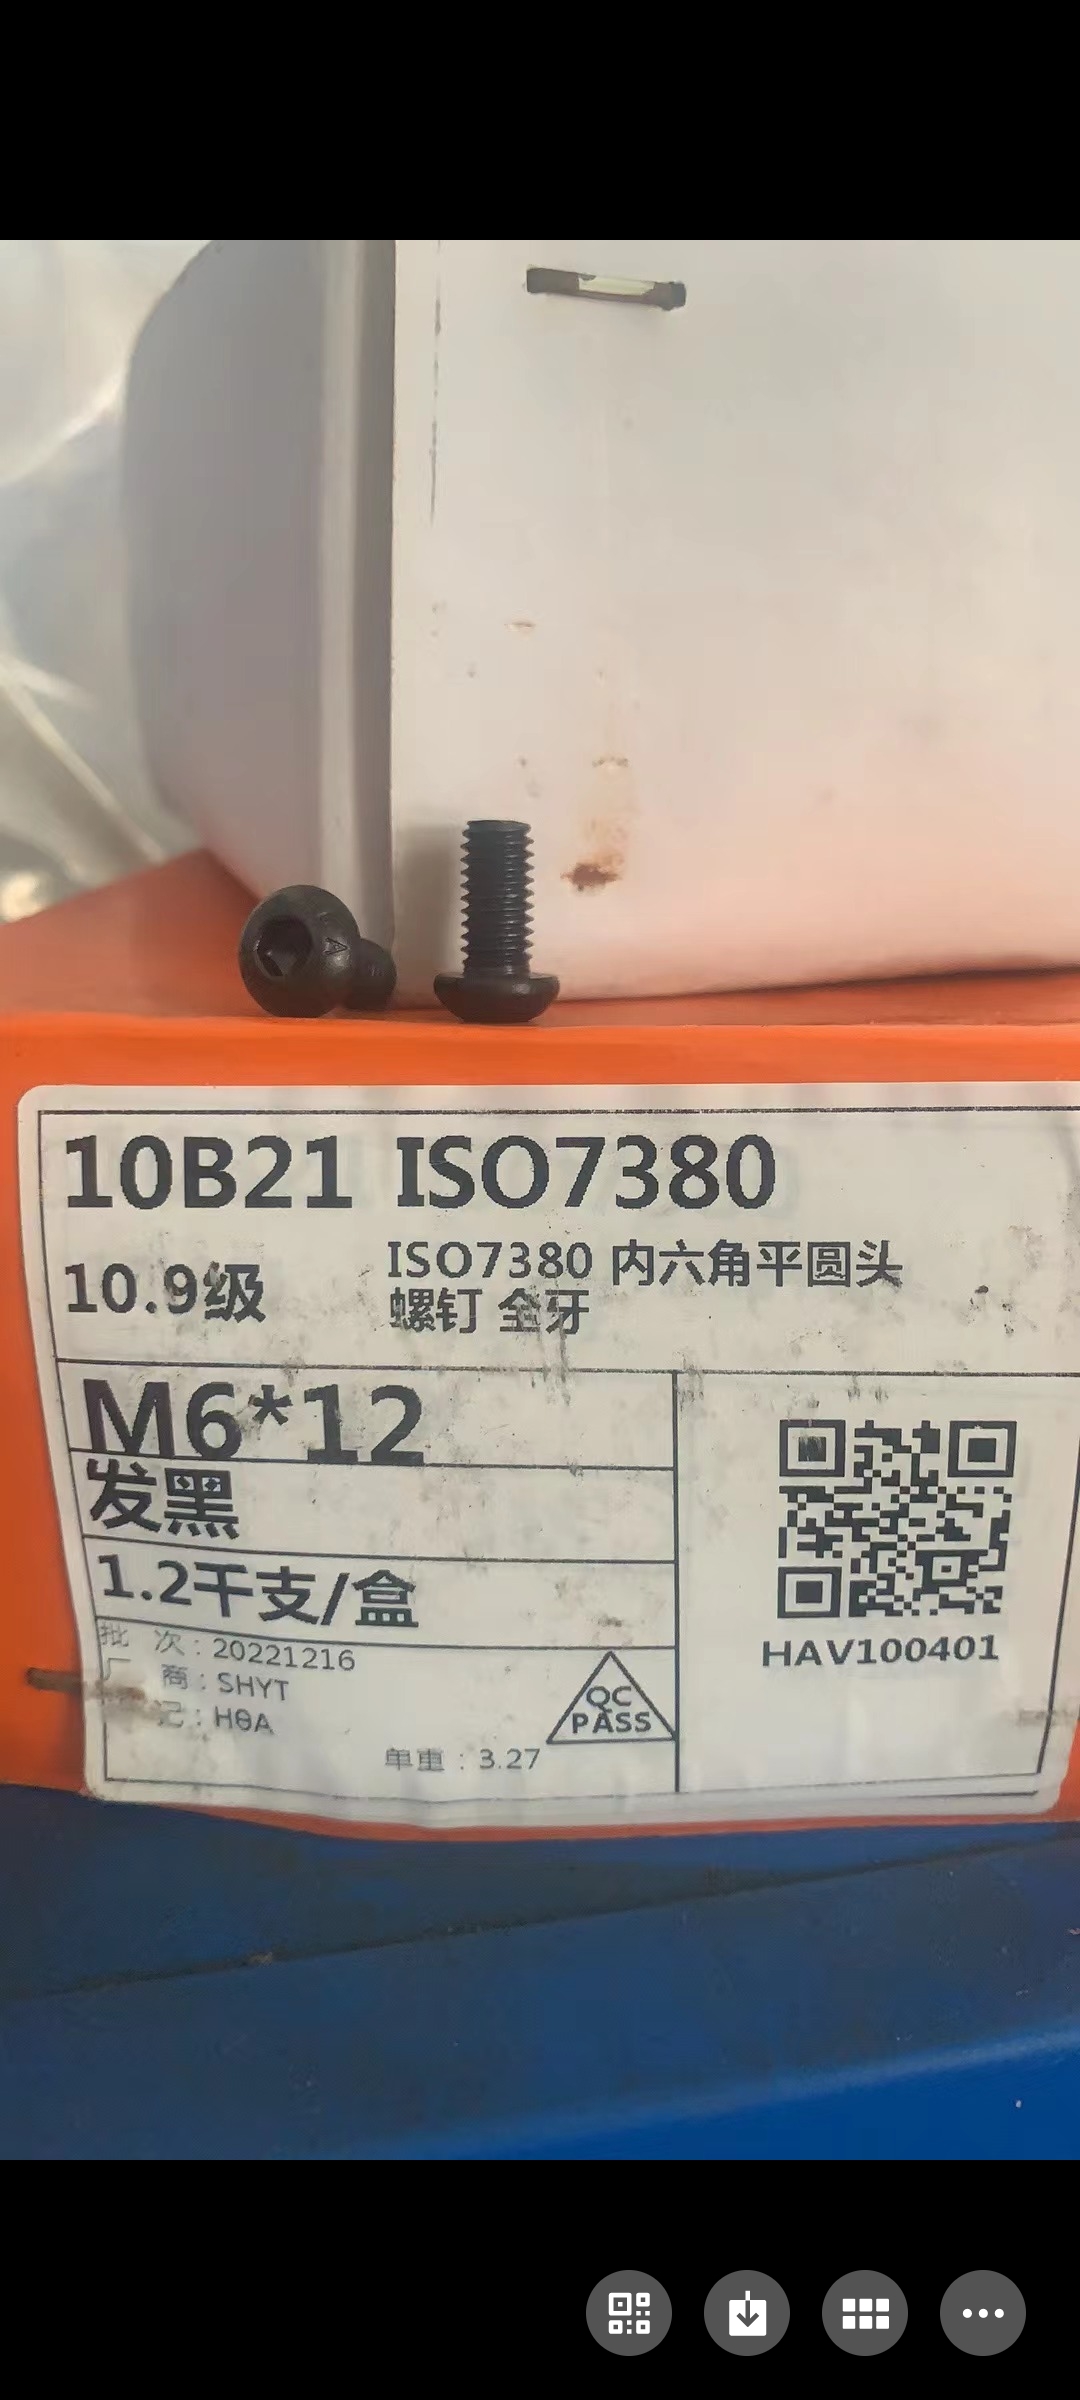 10B21 ISO7380
10.9级
ISO7380 内六角平圆头
螺钉 全牙
M6*12
发黑
1.2千支/盒
批 次：20221216
厂 商：SHYT
记：HθA
单重：3.27
QC
PASS
HAV100401
A